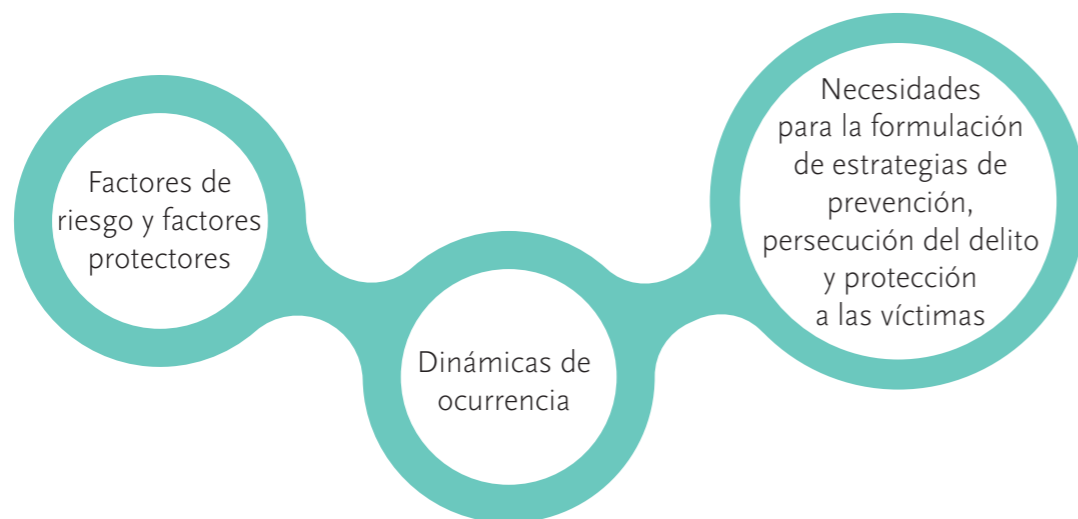 Factores de
riesgo y factores
protectores
Dinámicas de
ocurrencia
Necesidades
para la formulación
de estrategias de
prevención,
persecución del delito
y protección
a las víctimas